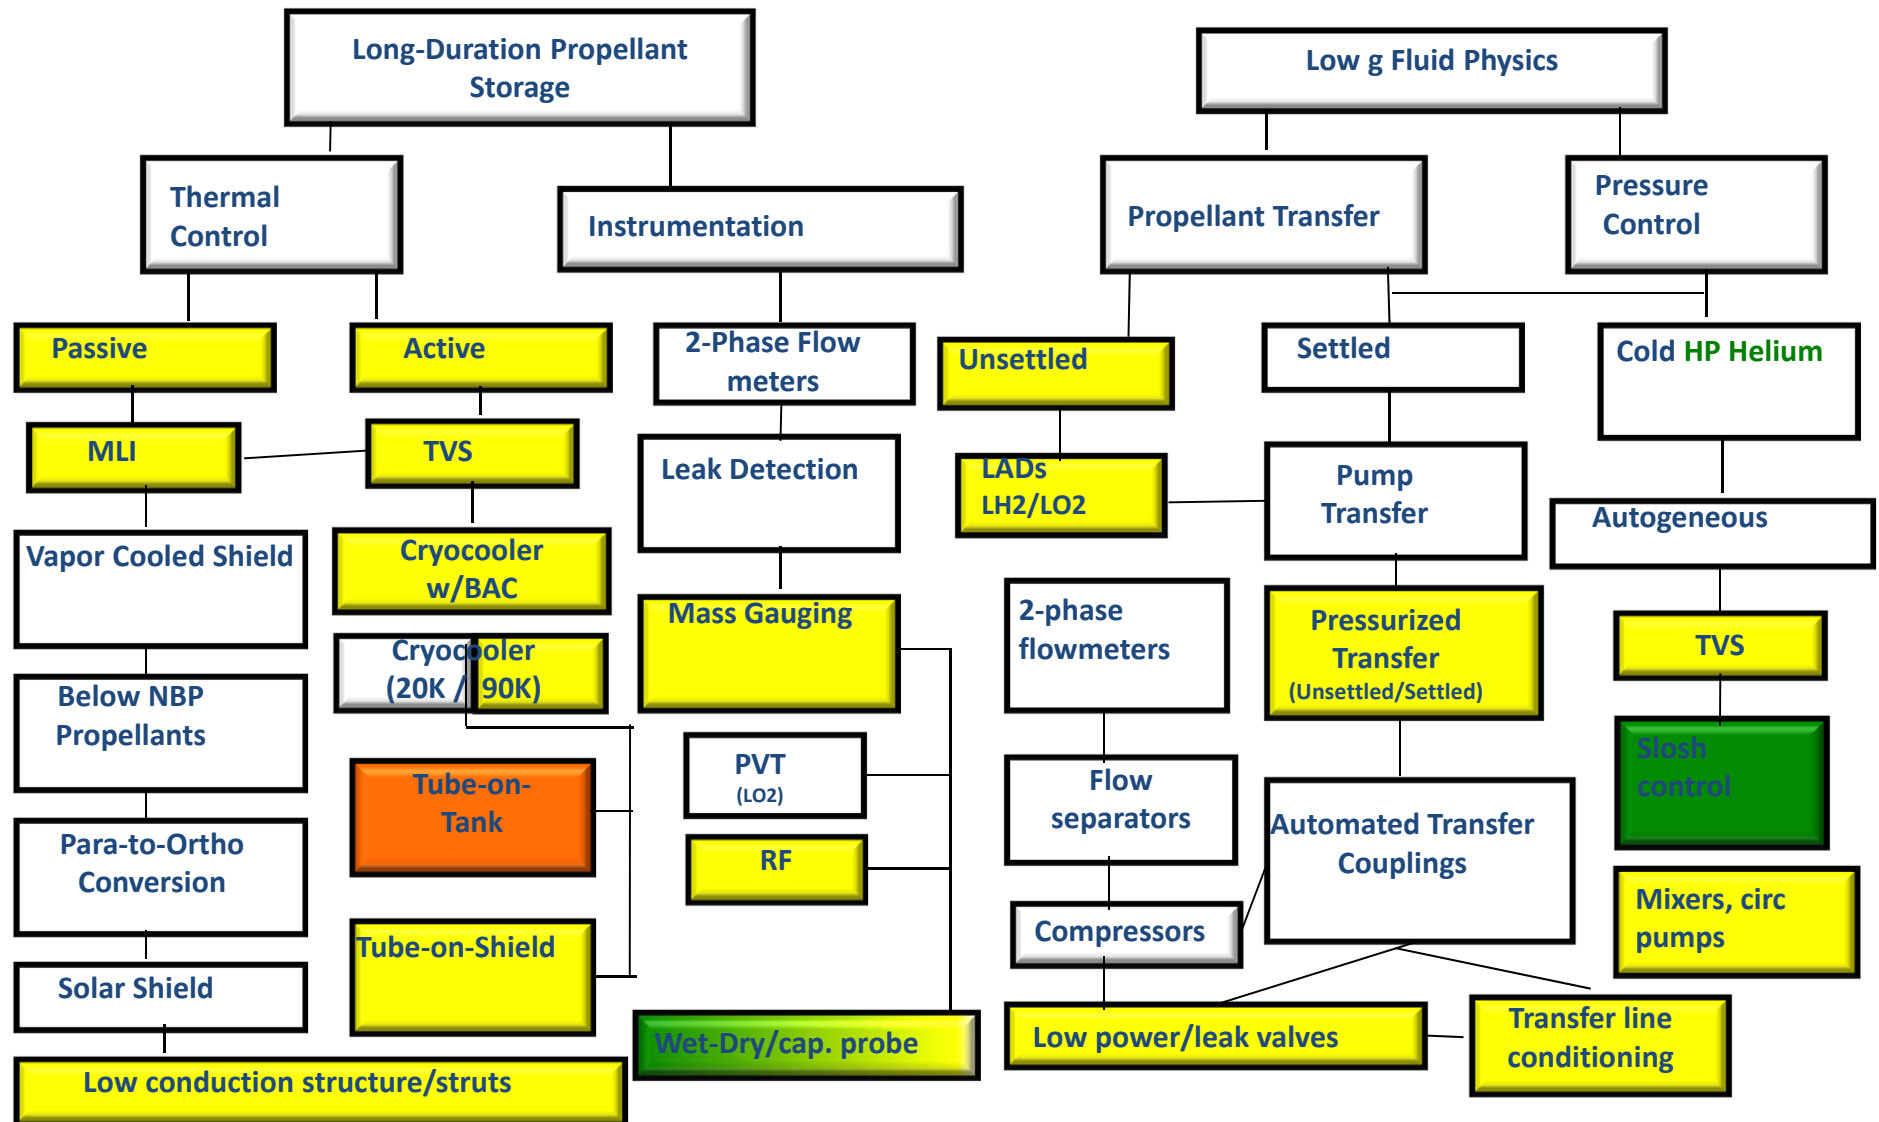 Long-Duration Propellant
Storage
Thermal
Control
Instrumentation
Passive
Active
2-Phase Flow
meters
MLI
TVS
Leak Detection
Vapor Cooled Shield
Cryocooler
w/BAC
Mass Gauging
Cryocooler
(20K / 90K)
Below NBP
Propellants
PVT
(LO2)
Tube-on-
Tank
RF
Para-to-Ortho
Conversion
Tube-on-Shield
Solar Shield
Wet-Dry/cap. probe
Low conduction structure/struts
Low g Fluid Physics
Propellant Transfer
Pressure
Control
Unsettled
Settled
Cold HP Helium
LADs
LH2/LO2
Pump
Transfer
Autogeneous
2-phase
flowmeters
Pressurized
Transfer
(Unsettled/Settled)
TVS
Flow
separators
Automated Transfer
Couplings
Slosh
control
Compressors
Mixers, circ
pumps
Low power/leak valves
Transfer line
conditioning